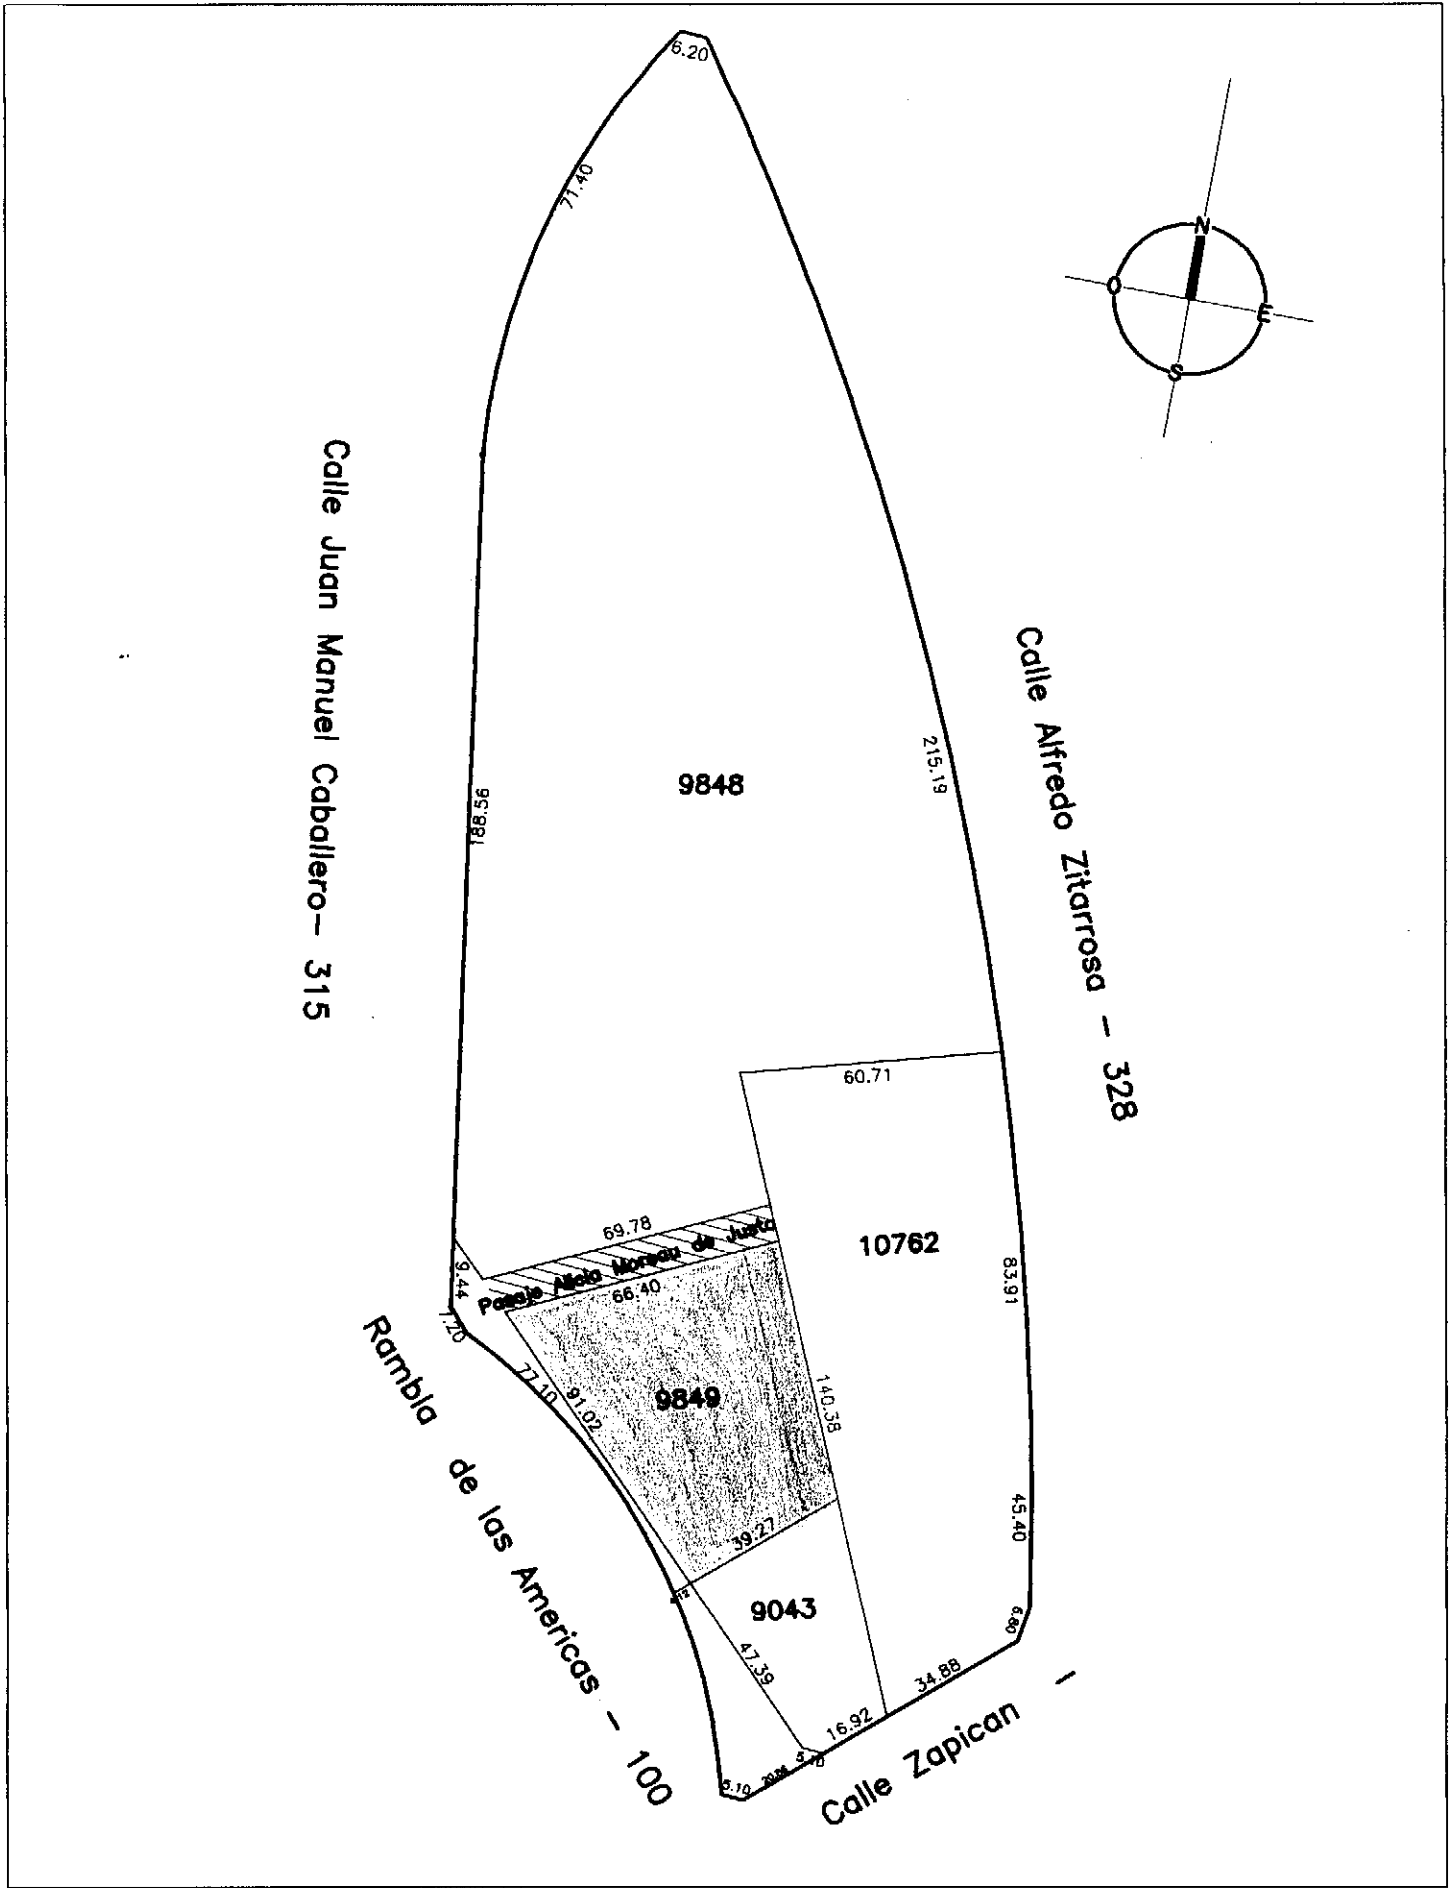 6.20
71.40
N
O
E
S
Calle Juan Manuel Caballero- 315
Calle Alfredo Zitarrosa - 328
215.19
9848
188.56
60.71
10762
69.78
Pasaje Alicia Moreau de Justo
66.40
9.44
7.20
83.91
77.10
91.02
9849
140.38
Rambla de las Americas - 100
39.27
45.40
9043
6.80
47.39
34.88
16.92
5.10
5.10
Calle Zapican -